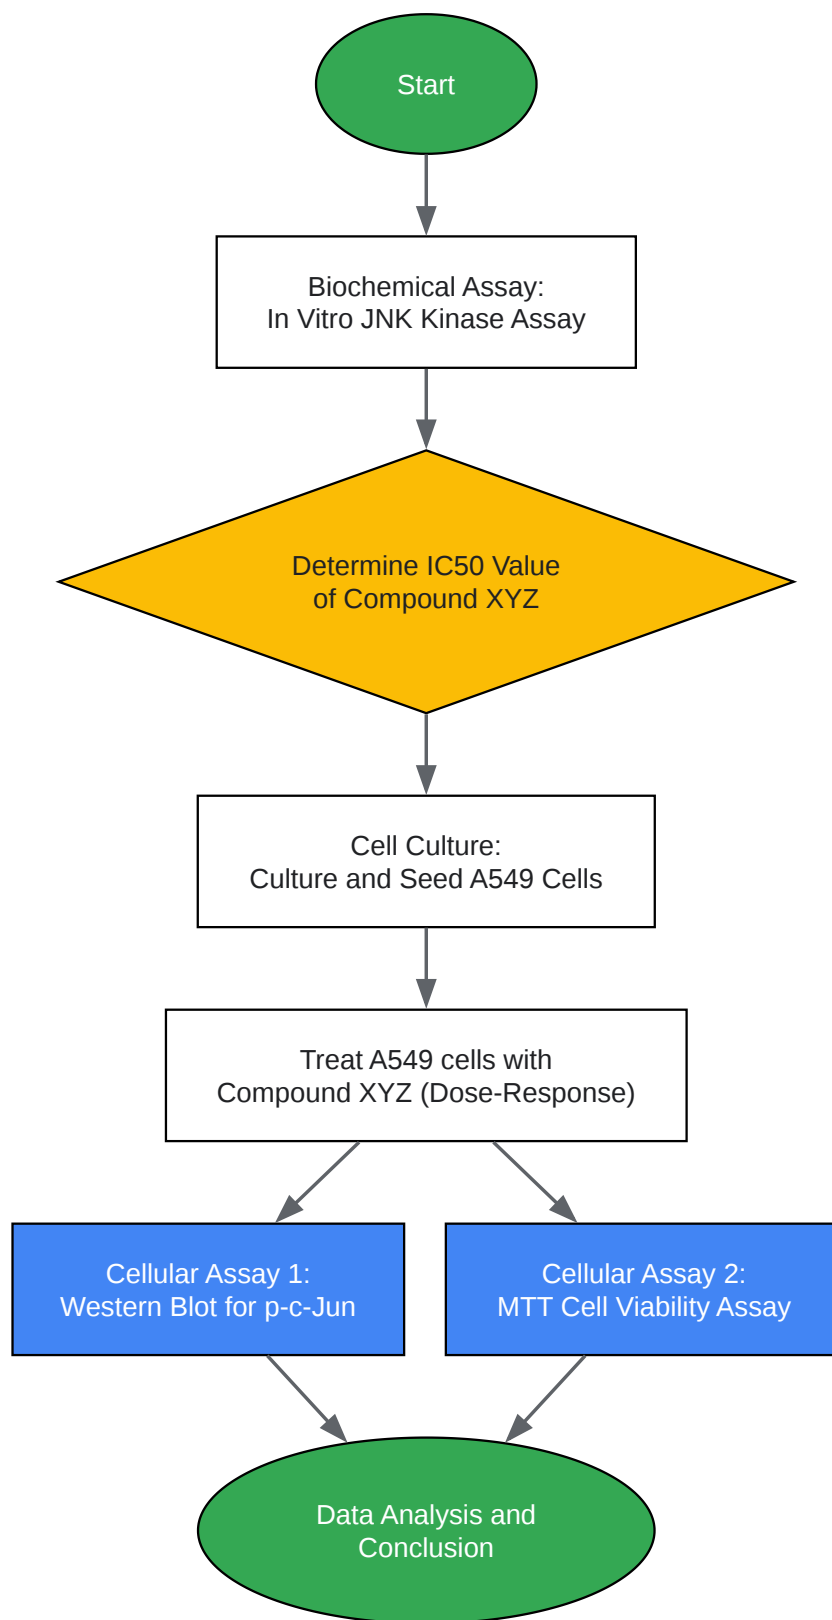 Start
Biochemical Assay:
In Vitro JNK Kinase Assay
Determine IC50 Value
of Compound XYZ
Cell Culture:
Culture and Seed A549 Cells
Treat A549 cells with
Compound XYZ (Dose-Response)
Cellular Assay 1:
Western Blot for p-c-Jun
Cellular Assay 2:
MTT Cell Viability Assay
Data Analysis and
Conclusion